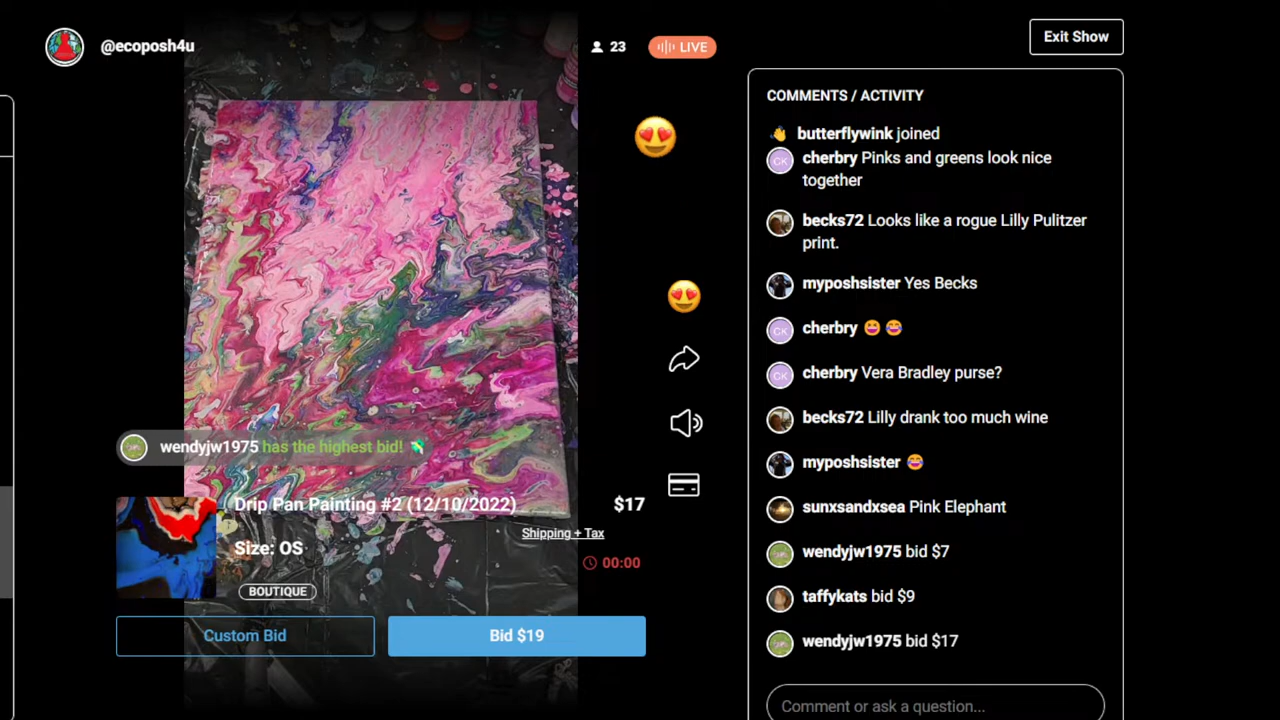 @ecoposh4u
23
LIVE
Exit Show
COMMENTS / ACTIVITY
butterflywink joined
CK
cherbry Pinks and greens look nice
together
becks72 Looks like a rogue Lilly Pulitzer
print.
myposhsister Yes Becks
CK
cherbry
CK
cherbry Vera Bradley purse?
becks72 Lilly drank too much wine
myposhsister
sunxsandxsea Pink Elephant
wendyjw1975 bid $7
taffykats bid $9
wendyjw1975 bid $17
Comment or ask a question...
wendyjw1975 has the highest bid!
Drip Pan Painting #2 (12/10/2022)
$17
Shipping + Tax
Size: OS
00:00
BOUTIQUE
Custom Bid
Bid $19